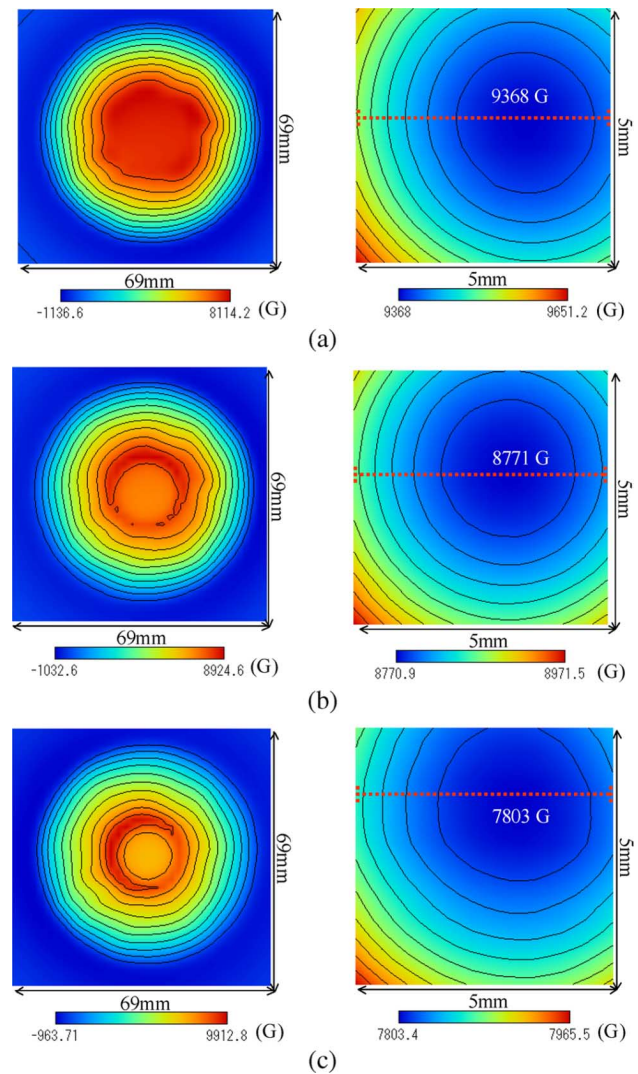 69mm
69mm
-1136.6 8114.2 (G)
9368 G
5mm
5mm
9368 9651.2 (G)
(a)
69mm
69mm
-1032.6 8924.6 (G)
8771 G
5mm
5mm
8770.9 8971.5 (G)
(b)
69mm
69mm
-963.71 9912.8 (G)
7803 G
5mm
5mm
7803.4 7965.5 (G)
(c)